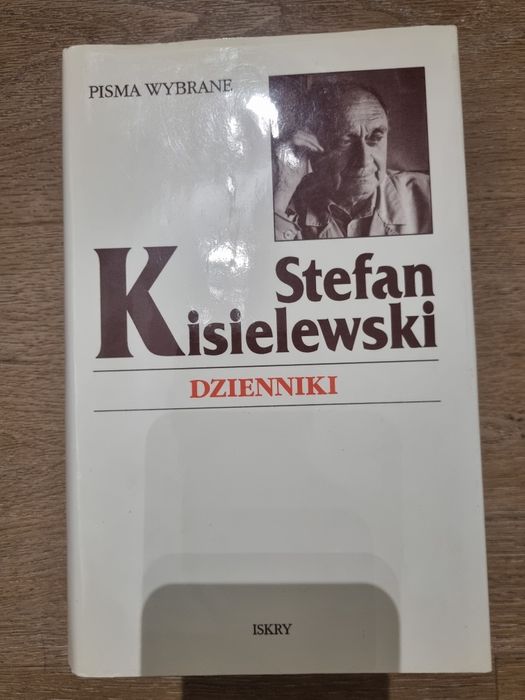 PISMA WYBRANE
Stefan
Kisielewski
DZIENNIKI
ISKRY